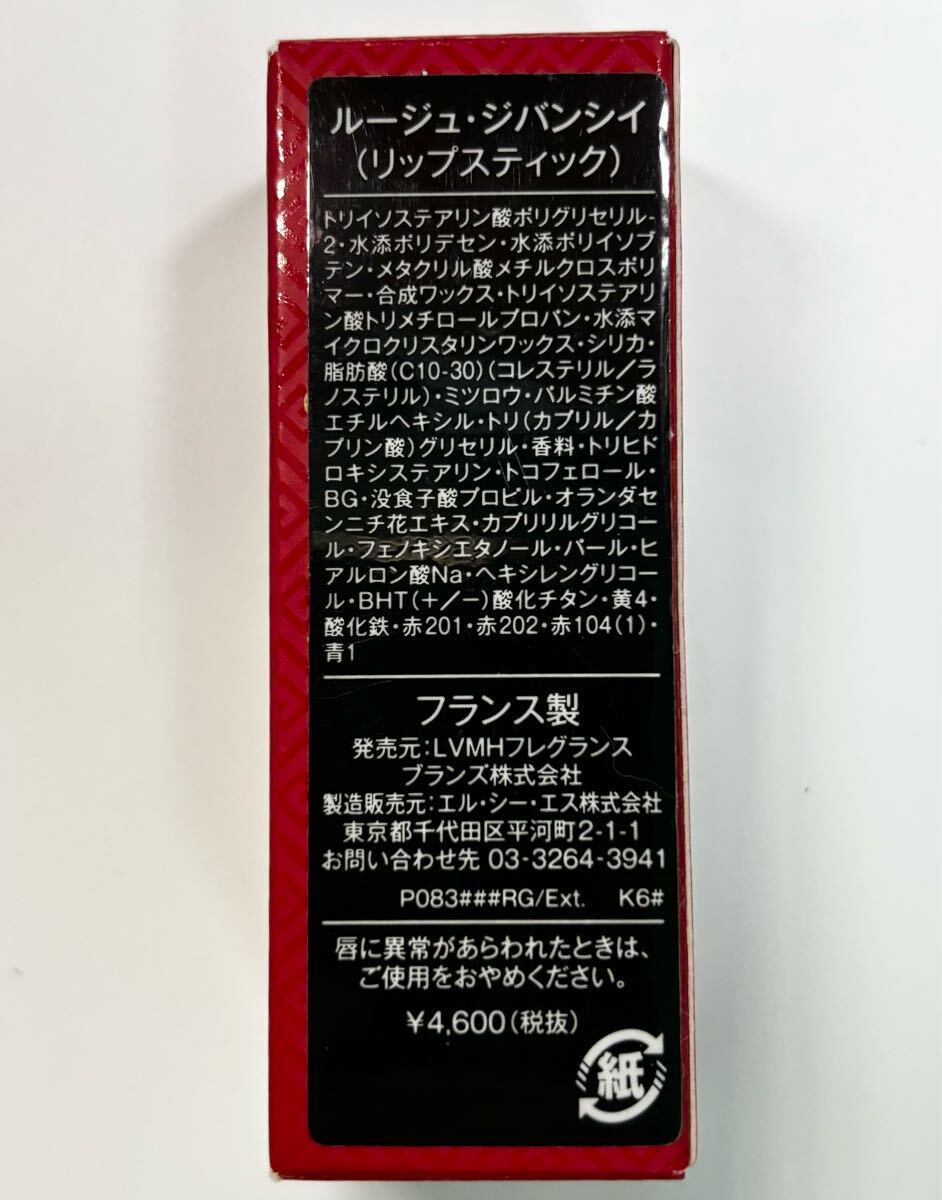 ルージュ・ジバンシイ
(リップスティック)
トリイソステアリン酸ポリグリセリル-
2・水添ポリデセン・水添ポリイソブ
テン・メタクリル酸メチルクロスポリ
マー・合成ワックス・トリイソステアリ
ン酸トリメチロールプロパン・水添マ
イクロクリスタリンワックス・シリカ・
脂肪酸(C10-30)(コレステリル/ラ
ノステリル)・ミツロウ・パルミチン酸
エチルヘキシル・トリ(カプリル/カ
プリン酸)グリセリル・香料・トリヒド
ロキシステアリン・トコフェロール・
BG・没食子酸プロピル・オランダセ
ンニチ花エキス・カプリリルグリコー
ル・フェノキシエタノール・パール・ヒ
アルロン酸Na・ヘキシレングリコー
ル・BHT(+/−)酸化チタン・黄4・
酸化鉄・赤201・赤202・赤104(1)・
青1
フランス製
発売元:LVMHフレグランス
ブランズ株式会社
製造販売元:エル・シー・エス株式会社
東京都千代田区平河町2-1-1
お問い合わせ先 03-3264-3941
P083###RG/Ext. K6#
唇に異常があらわれたときは、
ご使用をおやめください。
¥4,600(税抜)
紙